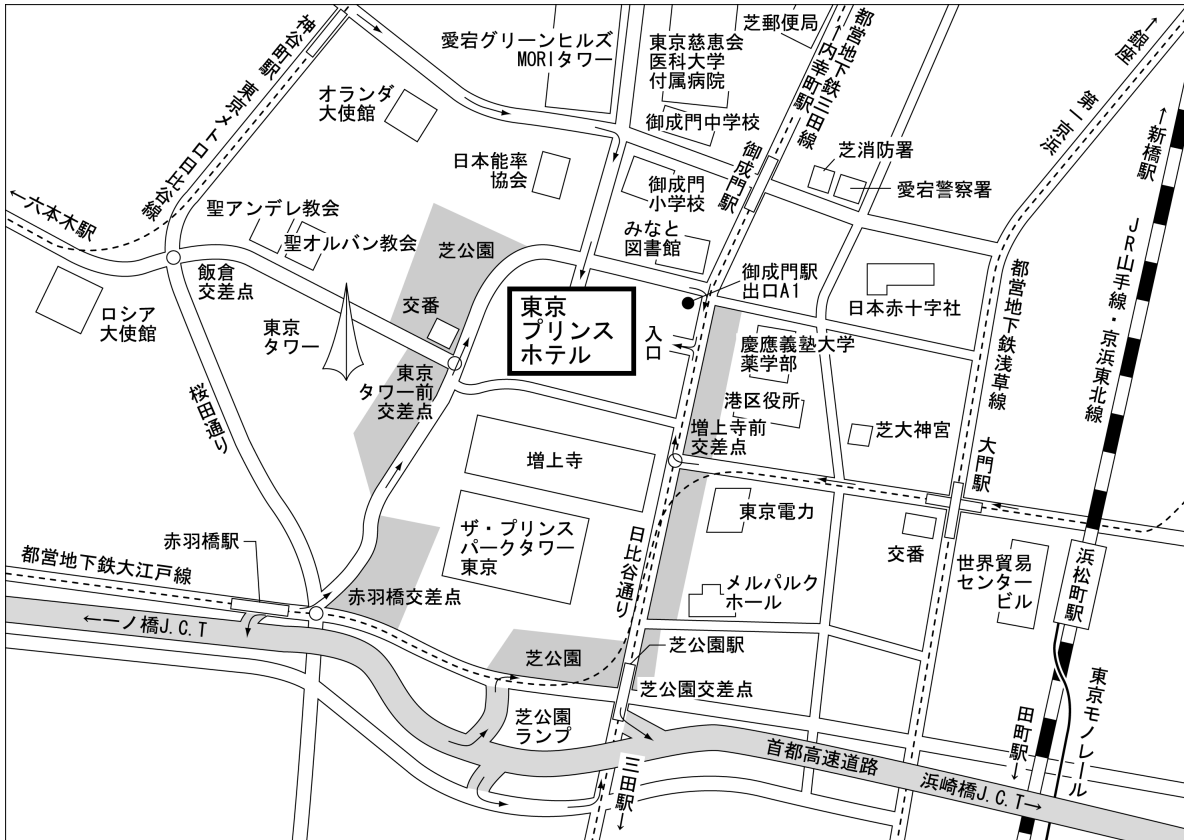 芝郵便局
都営地下鉄三田線
←内幸町駅
←銀座
神谷町駅
東京メトロ日比谷線
愛宕グリーンヒルズ
MORIタワー
東京慈恵会
医科大学
付属病院
第一京浜
←新橋駅
オランダ
大使館
御成門中学校
御成門駅
芝消防署
愛宕警察署
日本能率
協会
御成門
小学校
←六本木駅
聖アンデレ教会
聖オルバン教会
芝公園
みなと
図書館
JR山手線・京浜東北線
都営地下鉄浅草線
飯倉
交差点
御成門駅
出口A1
日本赤十字社
ロシア
大使館
東京
タワー
交番
東京
プリンス
ホテル
入口
慶應義塾大学
薬学部
東京
タワー前
交差点
港区役所
桜田通り
増上寺前
交差点
芝大神宮
大門駅
増上寺
東京電力
交番
ザ・プリンス
パークタワー
東京
日比谷通り
赤羽橋駅
都営地下鉄大江戸線
赤羽橋交差点
メルパルク
ホール
世界貿易
センタービル
浜松町駅
←一ノ橋J.C.T
芝公園
芝公園駅
芝公園交差点
東京モノレール
芝公園
ランプ
三田駅→
首都高速道路
浜崎橋J.C.T→
田町駅→